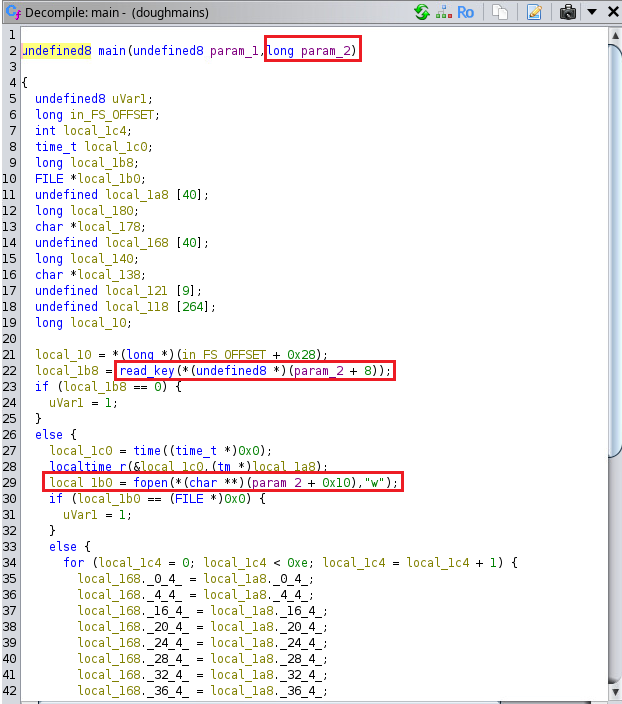 Decompile: main - (doughmains)
Ro
1
2 undefined8 main(undefined8 param_1,long param_2)
3
4 {
5 undefined8 uVar1;
6 long in_FS_OFFSET;
7 int local_1c4;
8 time_t local_1c0;
9 long local_1b8;
10 FILE *local_1b0;
11 undefined local_1a8 [40];
12 long local_180;
13 char *local_178;
14 undefined local_168 [40];
15 long local_140;
16 char *local_138;
17 undefined local_121 [9];
18 undefined local_118 [264];
19 long local_10;
20
21 local_10 = *(long *)(in_FS_OFFSET + 0x28);
22 local_1b8 = read_key(*(undefined8 *)(param_2 + 8));
23 if (local_1b8 == 0) {
24 uVar1 = 1;
25 }
26 else {
27 local_1c0 = time((time_t *)0x0);
28 localtime_r(&local_1c0,(tm *)local_1a8);
29 local_1b0 = fopen(*(char **)(param_2 + 0x10),"w");
30 if (local_1b0 == (FILE *)0x0) {
31 uVar1 = 1;
32 }
33 else {
34 for (local_1c4 = 0; local_1c4 < 0xe; local_1c4 = local_1c4 + 1) {
35 local_168._0_4_ = local_1a8._0_4_;
36 local_168._4_4_ = local_1a8._4_4_;
37 local_168._16_4_ = local_1a8._16_4_;
38 local_168._20_4_ = local_1a8._20_4_;
39 local_168._24_4_ = local_1a8._24_4_;
40 local_168._28_4_ = local_1a8._28_4_;
41 local_168._32_4_ = local_1a8._32_4_;
42 local_168._36_4_ = local_1a8._36_4_;